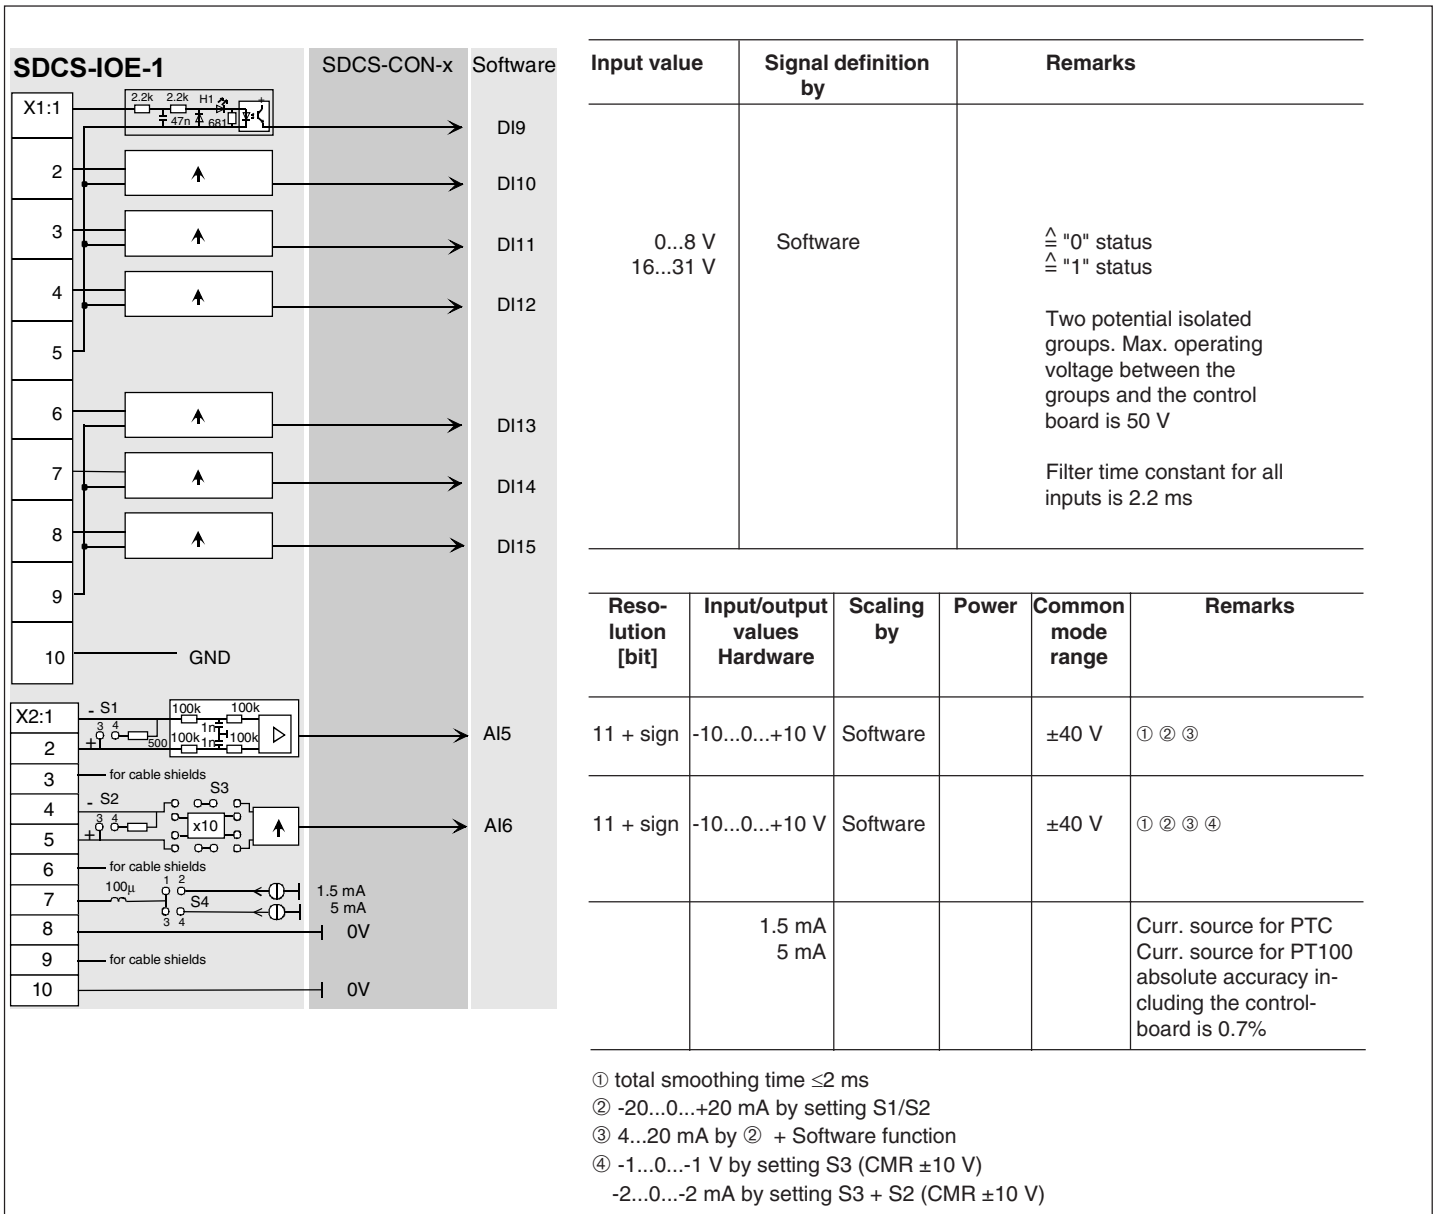 SDCS-IOE-1 SDCS-CON-x Software
X1:1
2.2k 2.2k H1
47n 681
DI9
2 DI10
3 DI11
4 DI12
5
6 DI13
7 DI14
8 DI15
9
10 GND
X2:1 - S1 100k 100k
3 4 1n
+ 500 100k 1n 100k
2
AI5
3 for cable shields
S3
4 - S2
3 4
x10
AI6
5 +
6 for cable shields
7 100µ 1 2 1.5 mA
S4
3 4 5 mA
8 0V
9 for cable shields
10 0V
Input value Signal definition Remarks
by
0...8 V Software ≙ "0" status
16...31 V ≙ "1" status
Two potential isolated
groups. Max. operating
voltage between the
groups and the control
board is 50 V
Filter time constant for all
inputs is 2.2 ms
Reso- Input/output Scaling Power Common Remarks
lution values by mode
[bit] Hardware range
11 + sign -10...0...+10 V Software ±40 V ① ② ③
11 + sign -10...0...+10 V Software ±40 V ① ② ③ ④
1.5 mA Curr. source for PTC
5 mA Curr. source for PT100
absolute accuracy in-
cluding the control-
board is 0.7%
① total smoothing time ≤2 ms
② -20...0...+20 mA by setting S1/S2
③ 4...20 mA by ② + Software function
④ -1...0...-1 V by setting S3 (CMR ±10 V)
-2...0...-2 mA by setting S3 + S2 (CMR ±10 V)